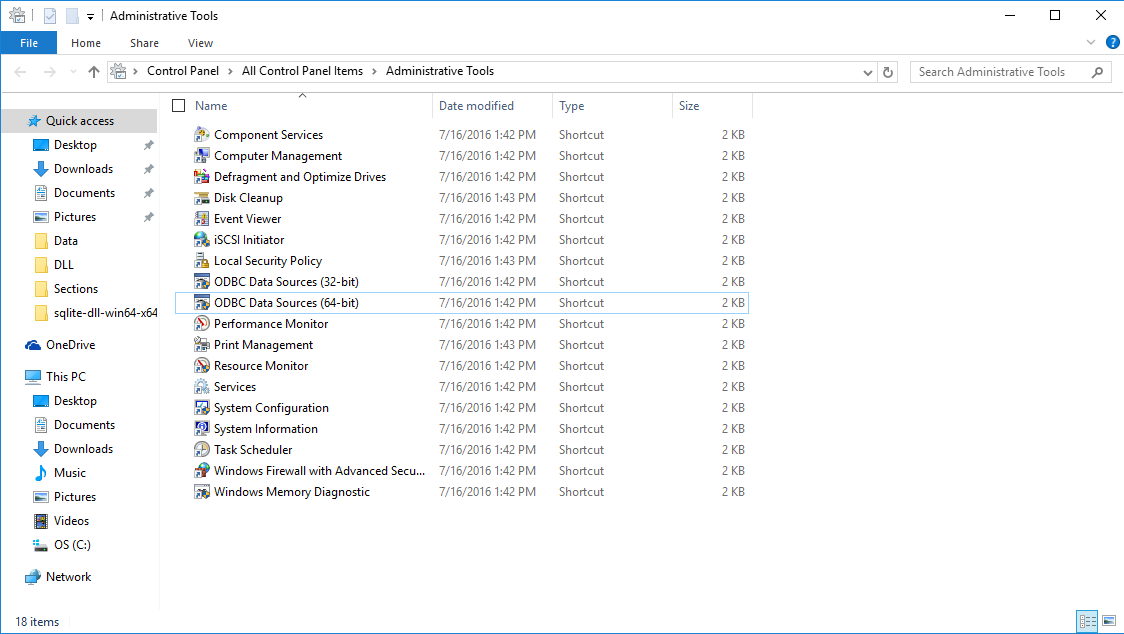 Administrative Tools
File Home Share View ?
Control Panel All Control Panel Items Administrative Tools Search Administrative Tools
Name Date modified Type Size
Component Services 7/16/2016 1:42 PM Shortcut 2 KB
Computer Management 7/16/2016 1:42 PM Shortcut 2 KB
Defragment and Optimize Drives 7/16/2016 1:42 PM Shortcut 2 KB
Disk Cleanup 7/16/2016 1:43 PM Shortcut 2 KB
Event Viewer 7/16/2016 1:42 PM Shortcut 2 KB
iSCSI Initiator 7/16/2016 1:42 PM Shortcut 2 KB
Local Security Policy 7/16/2016 1:43 PM Shortcut 2 KB
ODBC Data Sources (32-bit) 7/16/2016 1:42 PM Shortcut 2 KB
ODBC Data Sources (64-bit) 7/16/2016 1:42 PM Shortcut 2 KB
Performance Monitor 7/16/2016 1:42 PM Shortcut 2 KB
Print Management 7/16/2016 1:43 PM Shortcut 2 KB
Resource Monitor 7/16/2016 1:42 PM Shortcut 2 KB
Services 7/16/2016 1:42 PM Shortcut 2 KB
System Configuration 7/16/2016 1:42 PM Shortcut 2 KB
System Information 7/16/2016 1:42 PM Shortcut 2 KB
Task Scheduler 7/16/2016 1:42 PM Shortcut 2 KB
Windows Firewall with Advanced Secu... 7/16/2016 1:42 PM Shortcut 2 KB
Windows Memory Diagnostic 7/16/2016 1:42 PM Shortcut 2 KB
Quick access
Desktop
Downloads
Documents
Pictures
Data
DLL
Sections
sqlite-dll-win64-x64
OneDrive
This PC
Desktop
Documents
Downloads
Music
Pictures
Videos
OS (C:)
Network
18 items